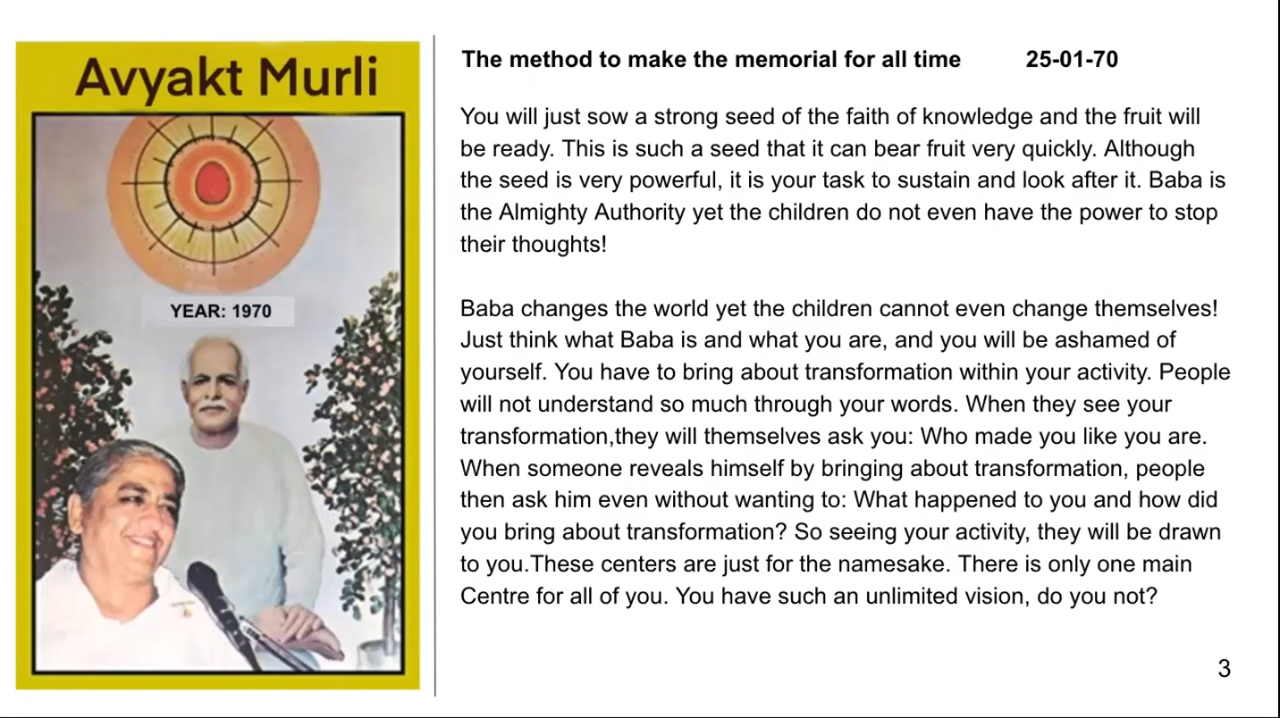 Avyakt Murli
YEAR: 1970
The method to make the memorial for all time 25-01-70
You will just sow a strong seed of the faith of knowledge and the fruit will
be ready. This is such a seed that it can bear fruit very quickly. Although
the seed is very powerful, it is your task to sustain and look after it. Baba is
the Almighty Authority yet the children do not even have the power to stop
their thoughts!
Baba changes the world yet the children cannot even change themselves!
Just think what Baba is and what you are, and you will be ashamed of
yourself. You have to bring about transformation within your activity. People
will not understand so much through your words. When they see your
transformation,they will themselves ask you: Who made you like you are.
When someone reveals himself by bringing about transformation, people
then ask him even without wanting to: What happened to you and how did
you bring about transformation? So seeing your activity, they will be drawn
to you.These centers are just for the namesake. There is only one main
Centre for all of you. You have such an unlimited vision, do you not?
3